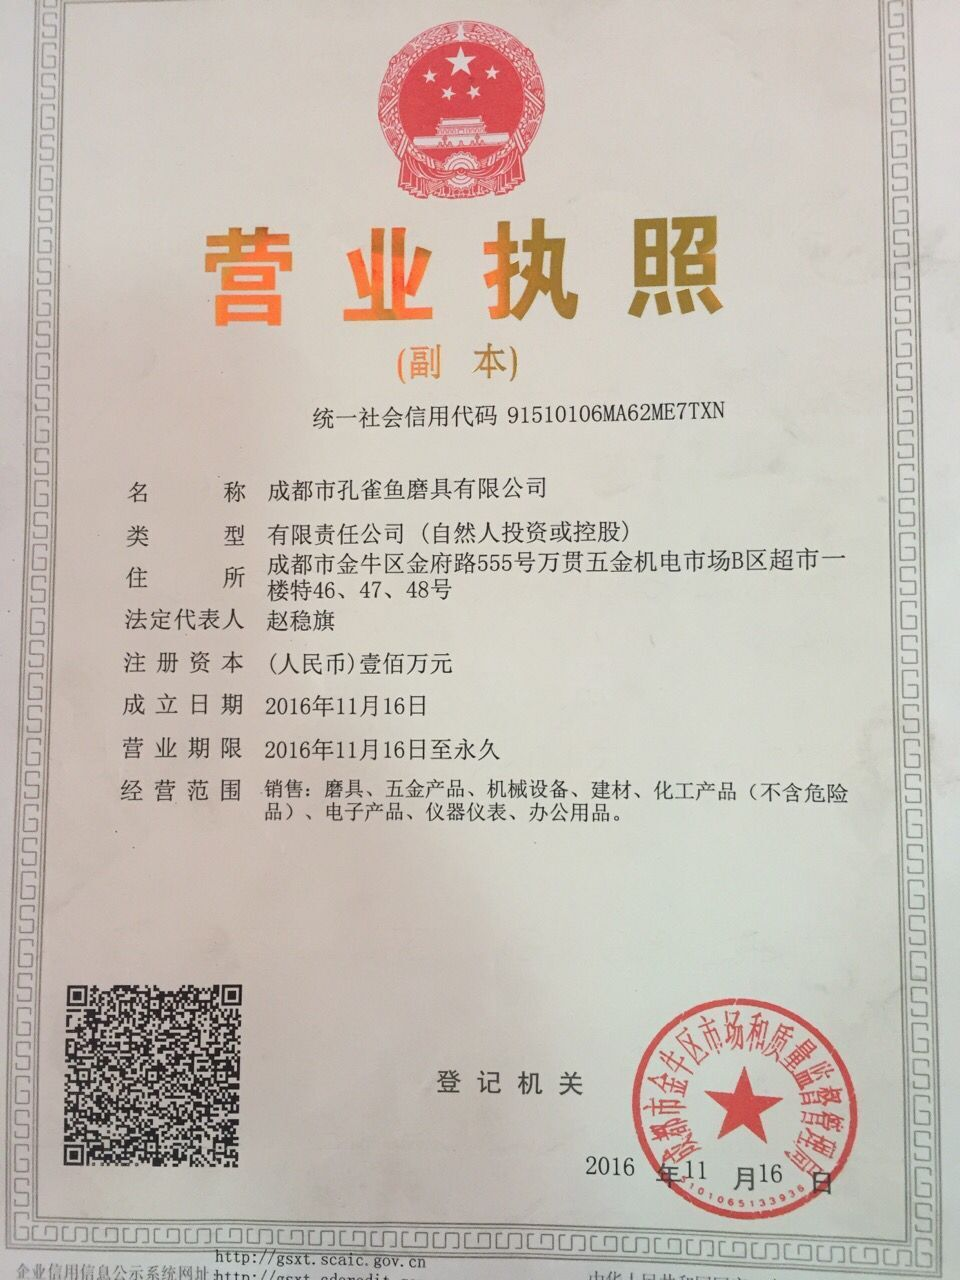 营业执照
(副 本)
统一社会信用代码 91510106MA62ME7TXN
名 称 成都市孔雀鱼磨具有限公司
类 型 有限责任公司 (自然人投资或控股)
住 所 成都市金牛区金府路555号万贯五金机电市场B区超市一
楼特46、47、48号
法定代表人 赵稳旗
注册资本 (人民币)壹佰万元
成立日期 2016年11月16日
营业期限 2016年11月16日至永久
经营范围 销售：磨具、五金产品、机械设备、建材、化工产品（不含危险
品）、电子产品、仪器仪表、办公用品。
登记机关
成都市金牛区市场和质量监督管理局
5101065133936
2016 年11 月16 日
http://gsxt.scaic.gov.cn
企业信用信息公示系统网址